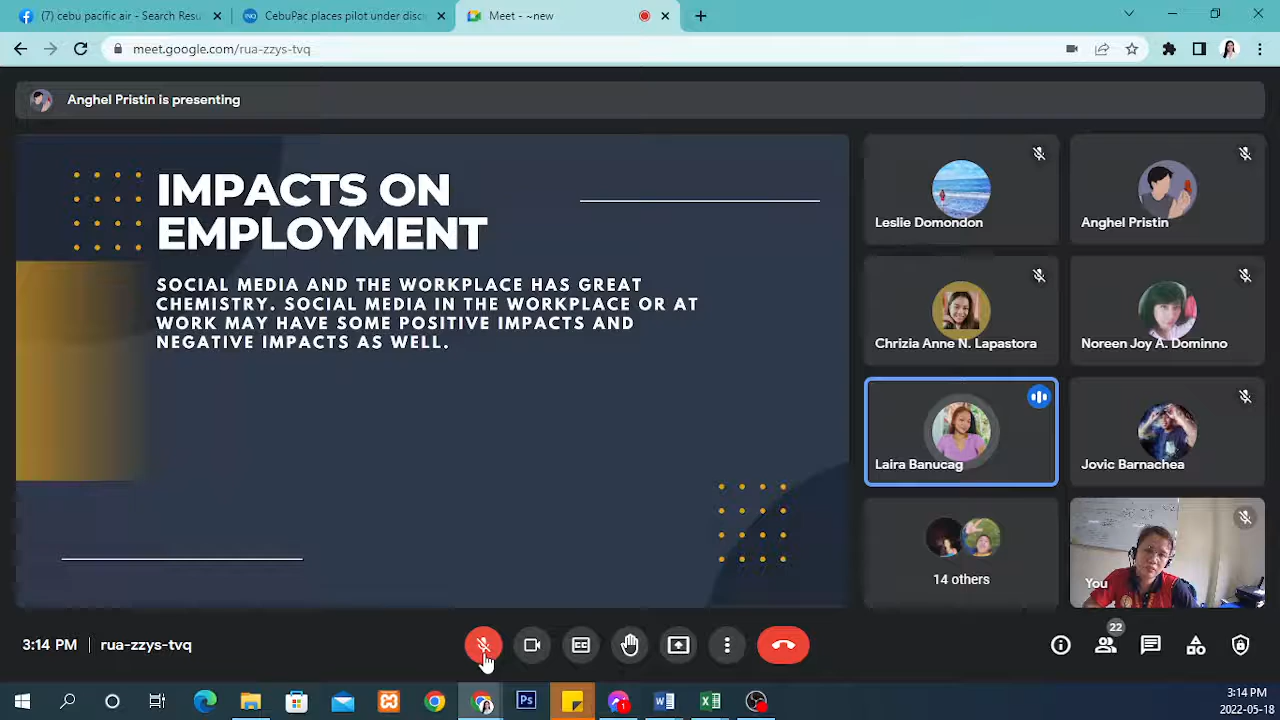 (7) cebu pacific air - Search Resu
CebuPac places pilot under disci
Meet - ~new
meet.google.com/rua-zzys-tvq
Anghel Pristin is presenting
IMPACTS ON
EMPLOYMENT
SOCIAL MEDIA AND THE WORKPLACE HAS GREAT
CHEMISTRY. SOCIAL MEDIA IN THE WORKPLACE OR AT
WORK MAY HAVE SOME POSITIVE IMPACTS AND
NEGATIVE IMPACTS AS WELL.
Leslie Domondon
Anghel Pristin
Chrizia Anne N. Lapastora
Noreen Joy A. Dominno
Laira Banucag
Jovic Barnachea
14 others
You
3:14 PM
rua-zzys-tvq
CC
22
Ps
1
3:14 PM
2022-05-18